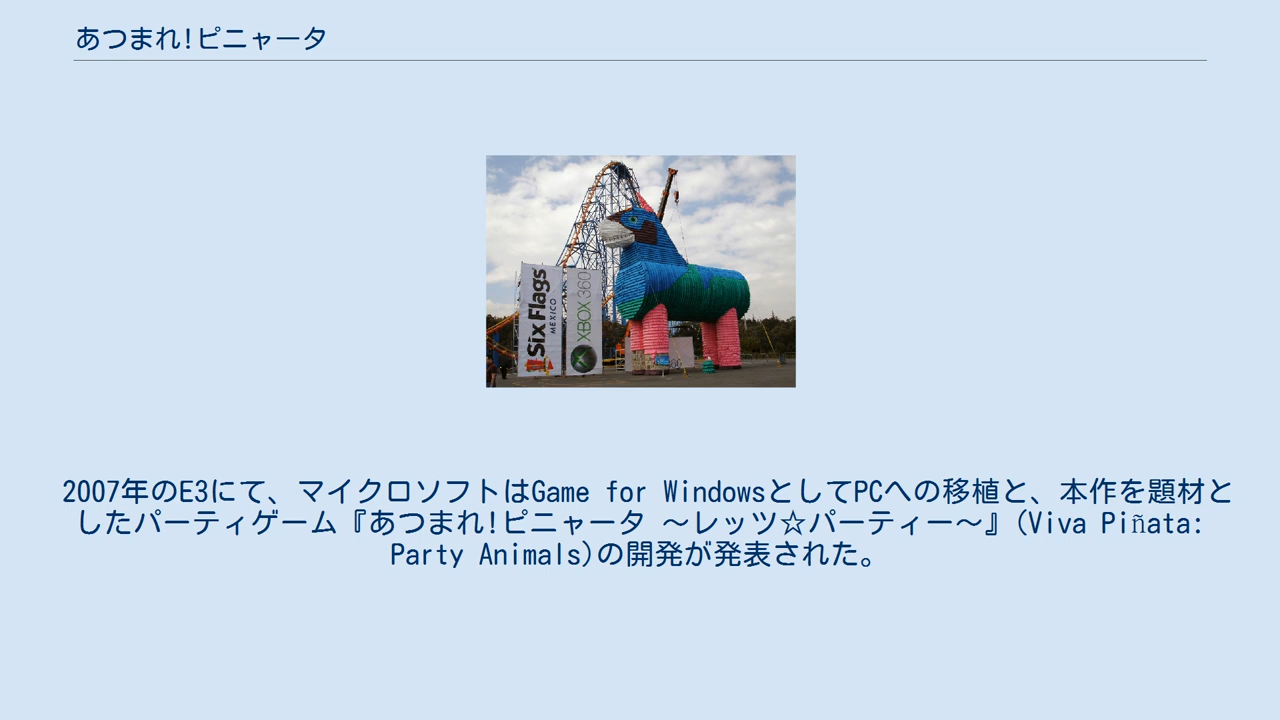 あつまれ!ピニャータ
Six Flags
MEXICO
XBOX 360
2007年のE3にて、マイクロソフトはGame for WindowsとしてPCへの移植と、本作を題材と
したパーティゲーム『あつまれ!ピニャータ ～レッツ☆パーティー～』(Viva Piñata:
Party Animals)の開発が発表された。